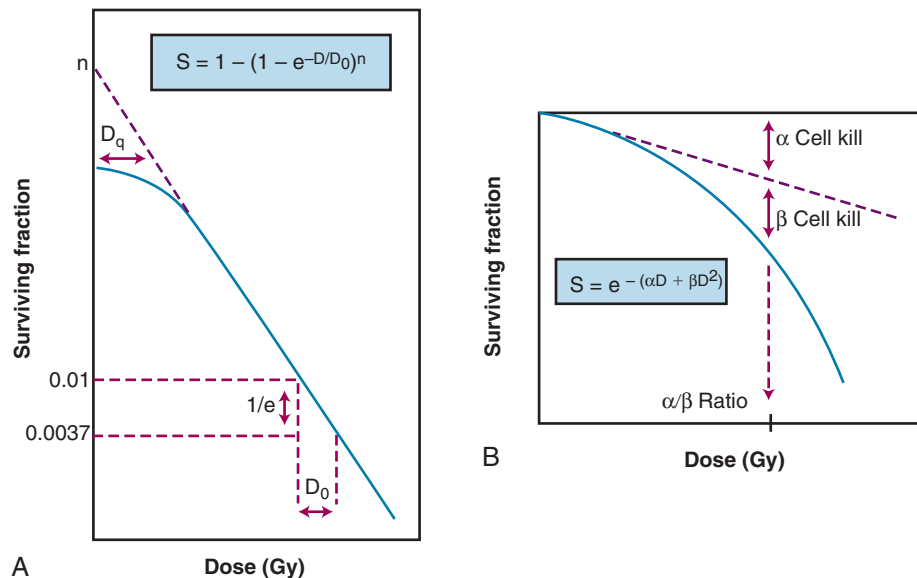 S = 1 – (1 – e^–D/D₀)ⁿ
n
D_q
Surviving fraction
0.01
1/e
0.0037
D₀
Dose (Gy)
A
α Cell kill
β Cell kill
S = e^– (αD + βD²)
Surviving fraction
α/β Ratio
Dose (Gy)
B